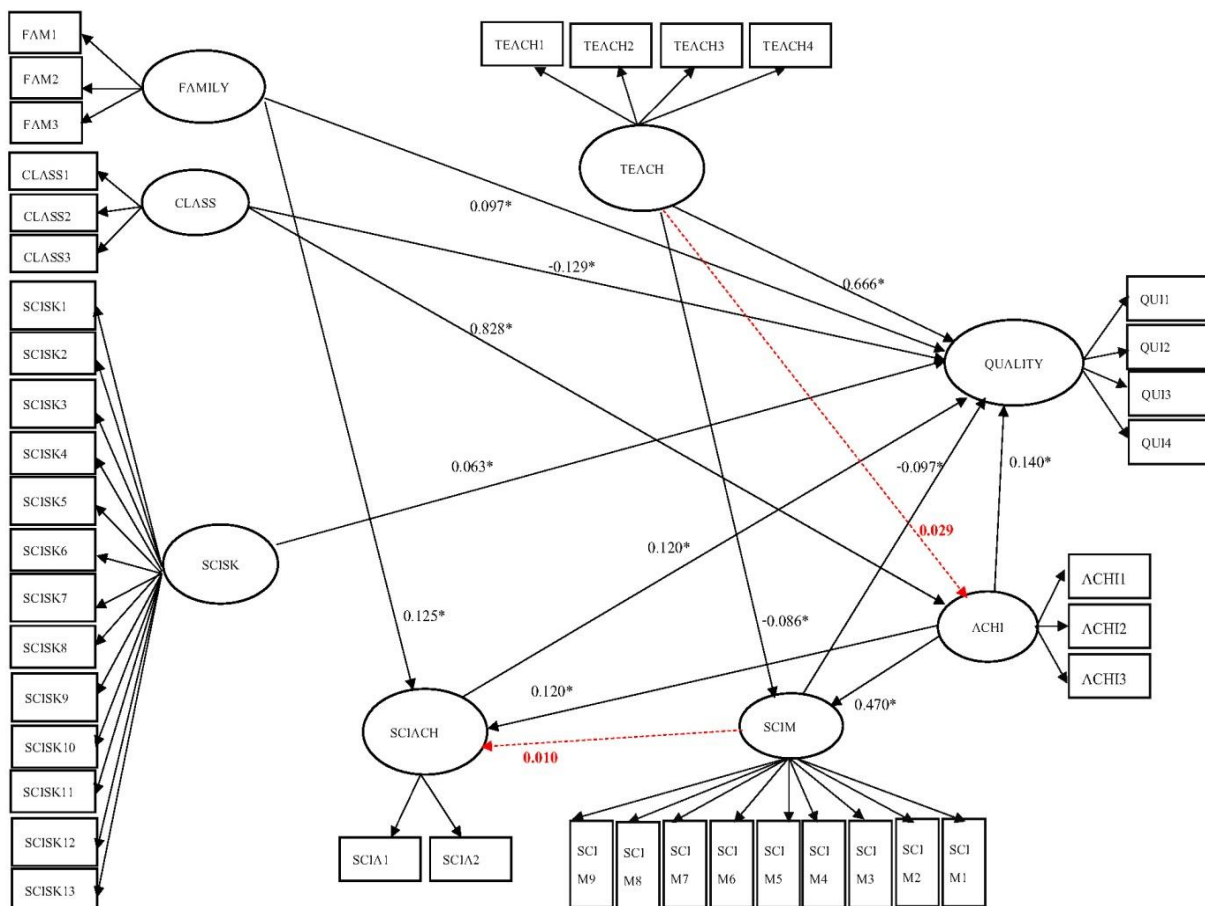 FAM1
FAM2
FAM3
FAMILY
TEACH1
TEACH2
TEACH3
TEACH4
TEACH
CLASS1
CLASS2
CLASS3
CLASS
0.097*
-0.129*
0.666*
0.828*
QUALITY
QUI1
QUI2
QUI3
QUI4
SCISK1
SCISK2
SCISK3
SCISK4
SCISK5
SCISK6
SCISK7
SCISK8
SCISK9
SCISK10
SCISK11
SCISK12
SCISK13
SCISK
0.063*
-0.097*
0.140*
0.120*
0.029
0.125*
-0.086*
ACHI
ACHI1
ACHI2
ACHI3
0.120*
0.470*
SCIACH
0.010
SCIM
SCIA1
SCIA2
SCI
M9
SCI
M8
SCI
M7
SCI
M6
SCI
M5
SCI
M4
SCI
M3
SCI
M2
SCI
M1